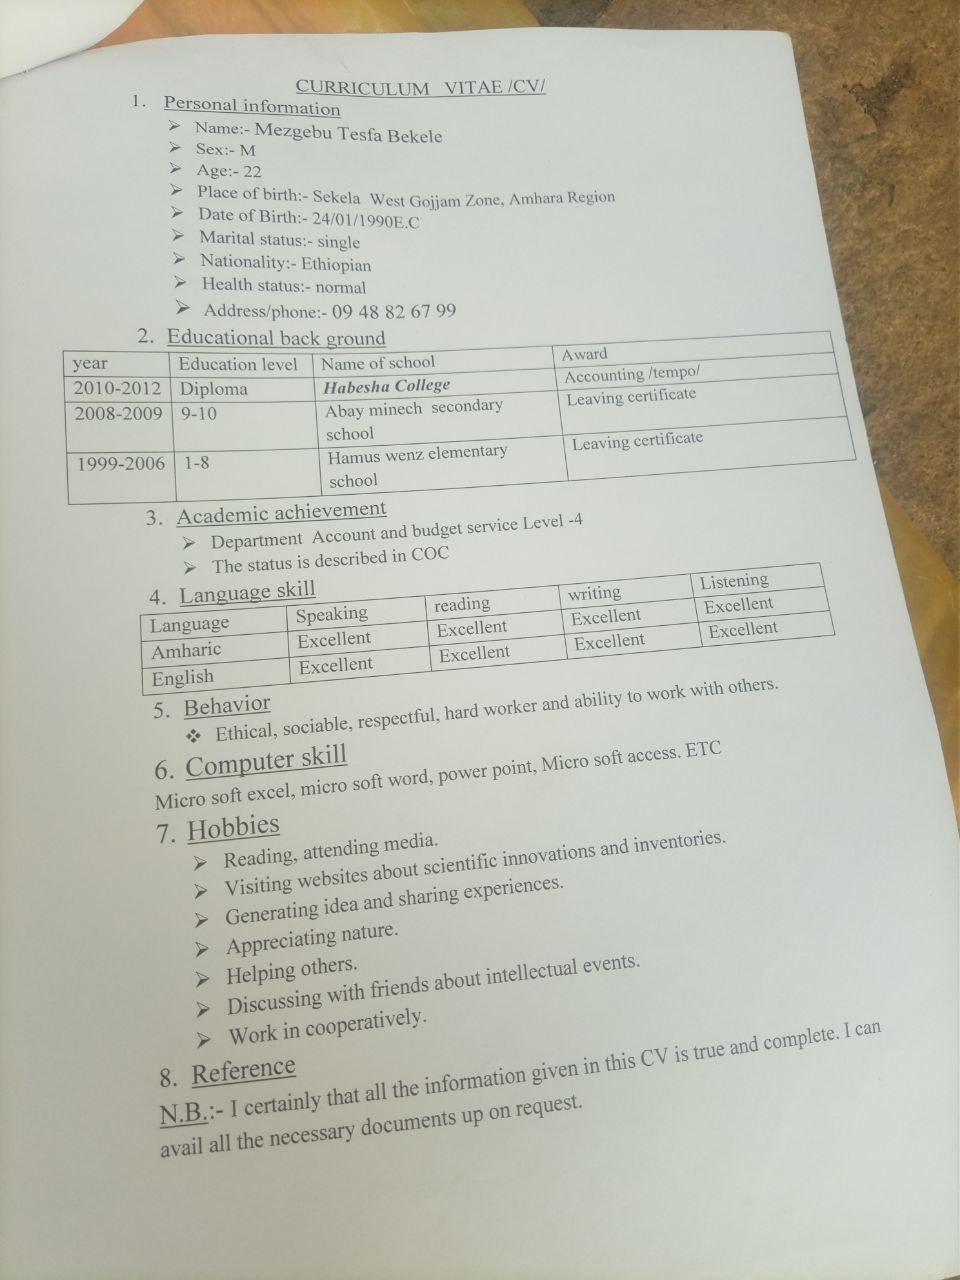 CURRICULUM VITAE /CV/
1. Personal information
➢ Name:- Mezgebu Tesfa Bekele
➢ Sex:- M
➢ Age:- 22
➢ Place of birth:- Sekela West Gojjam Zone, Amhara Region
➢ Date of Birth:- 24/01/1990E.C
➢ Marital status:- single
➢ Nationality:- Ethiopian
➢ Health status:- normal
➢ Address/phone:- 09 48 82 67 99
2. Educational back ground
year Education level Name of school Award
2010-2012 Diploma Habesha College Accounting /tempo/
2008-2009 9-10 Abay minech secondary Leaving certificate
school
1999-2006 1-8 Hamus wenz elementary Leaving certificate
school
3. Academic achievement
➢ Department Account and budget service Level -4
➢ The status is described in COC
4. Language skill
Language Speaking reading writing Listening
Amharic Excellent Excellent Excellent Excellent
English Excellent Excellent Excellent Excellent
5. Behavior
❖ Ethical, sociable, respectful, hard worker and ability to work with others.
6. Computer skill
Micro soft excel, micro soft word, power point, Micro soft access. ETC
7. Hobbies
➢ Reading, attending media.
➢ Visiting websites about scientific innovations and inventories.
➢ Generating idea and sharing experiences.
➢ Appreciating nature.
➢ Helping others.
➢ Discussing with friends about intellectual events.
➢ Work in cooperatively.
8. Reference
N.B.:- I certainly that all the information given in this CV is true and complete. I can
avail all the necessary documents up on request.